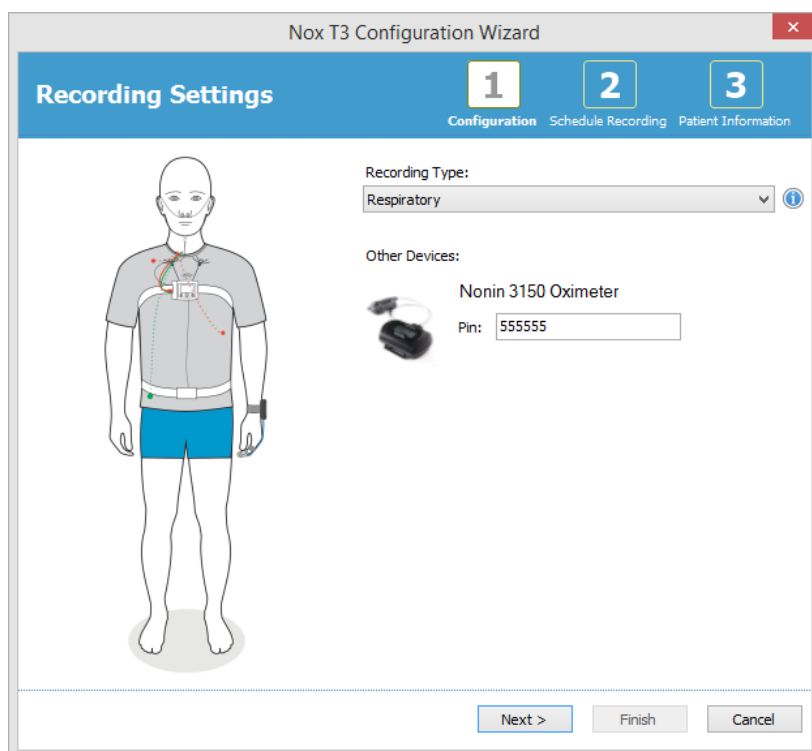 Nox T3 Configuration Wizard
Recording Settings
1 2 3
Configuration Schedule Recording Patient Information
Recording Type:
Respiratory
Other Devices:
Nonin 3150 Oximeter
Pin: 555555
Next > Finish Cancel